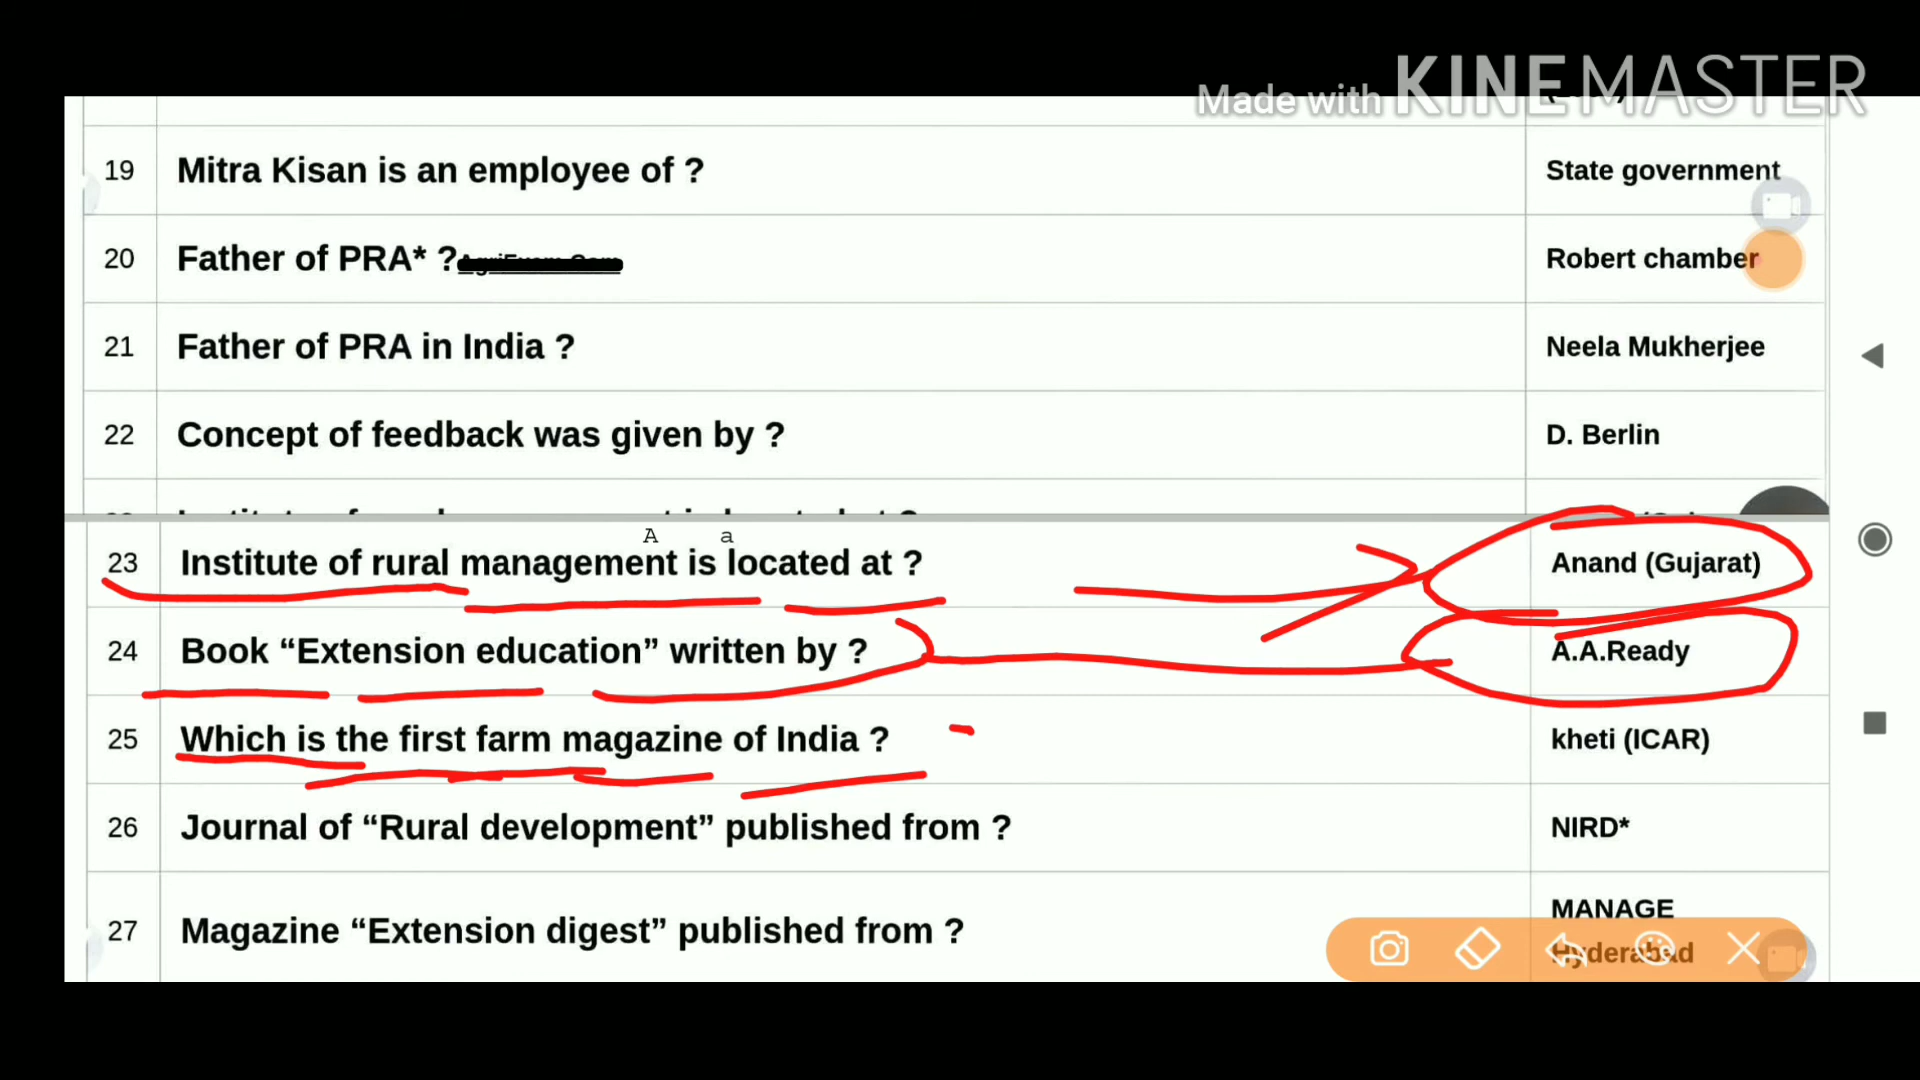 Made with KINEMASTER
19 Mitra Kisan is an employee of ? State government
20 Father of PRA* ? Robert chamber
21 Father of PRA in India ? Neela Mukherjee
22 Concept of feedback was given by ? D. Berlin
A a
23 Institute of rural management is located at ? Anand (Gujarat)
24 Book “Extension education” written by ? A.A.Ready
25 Which is the first farm magazine of India ? kheti (ICAR)
26 Journal of “Rural development” published from ? NIRD*
27 Magazine “Extension digest” published from ? MANAGE
Hyderabad